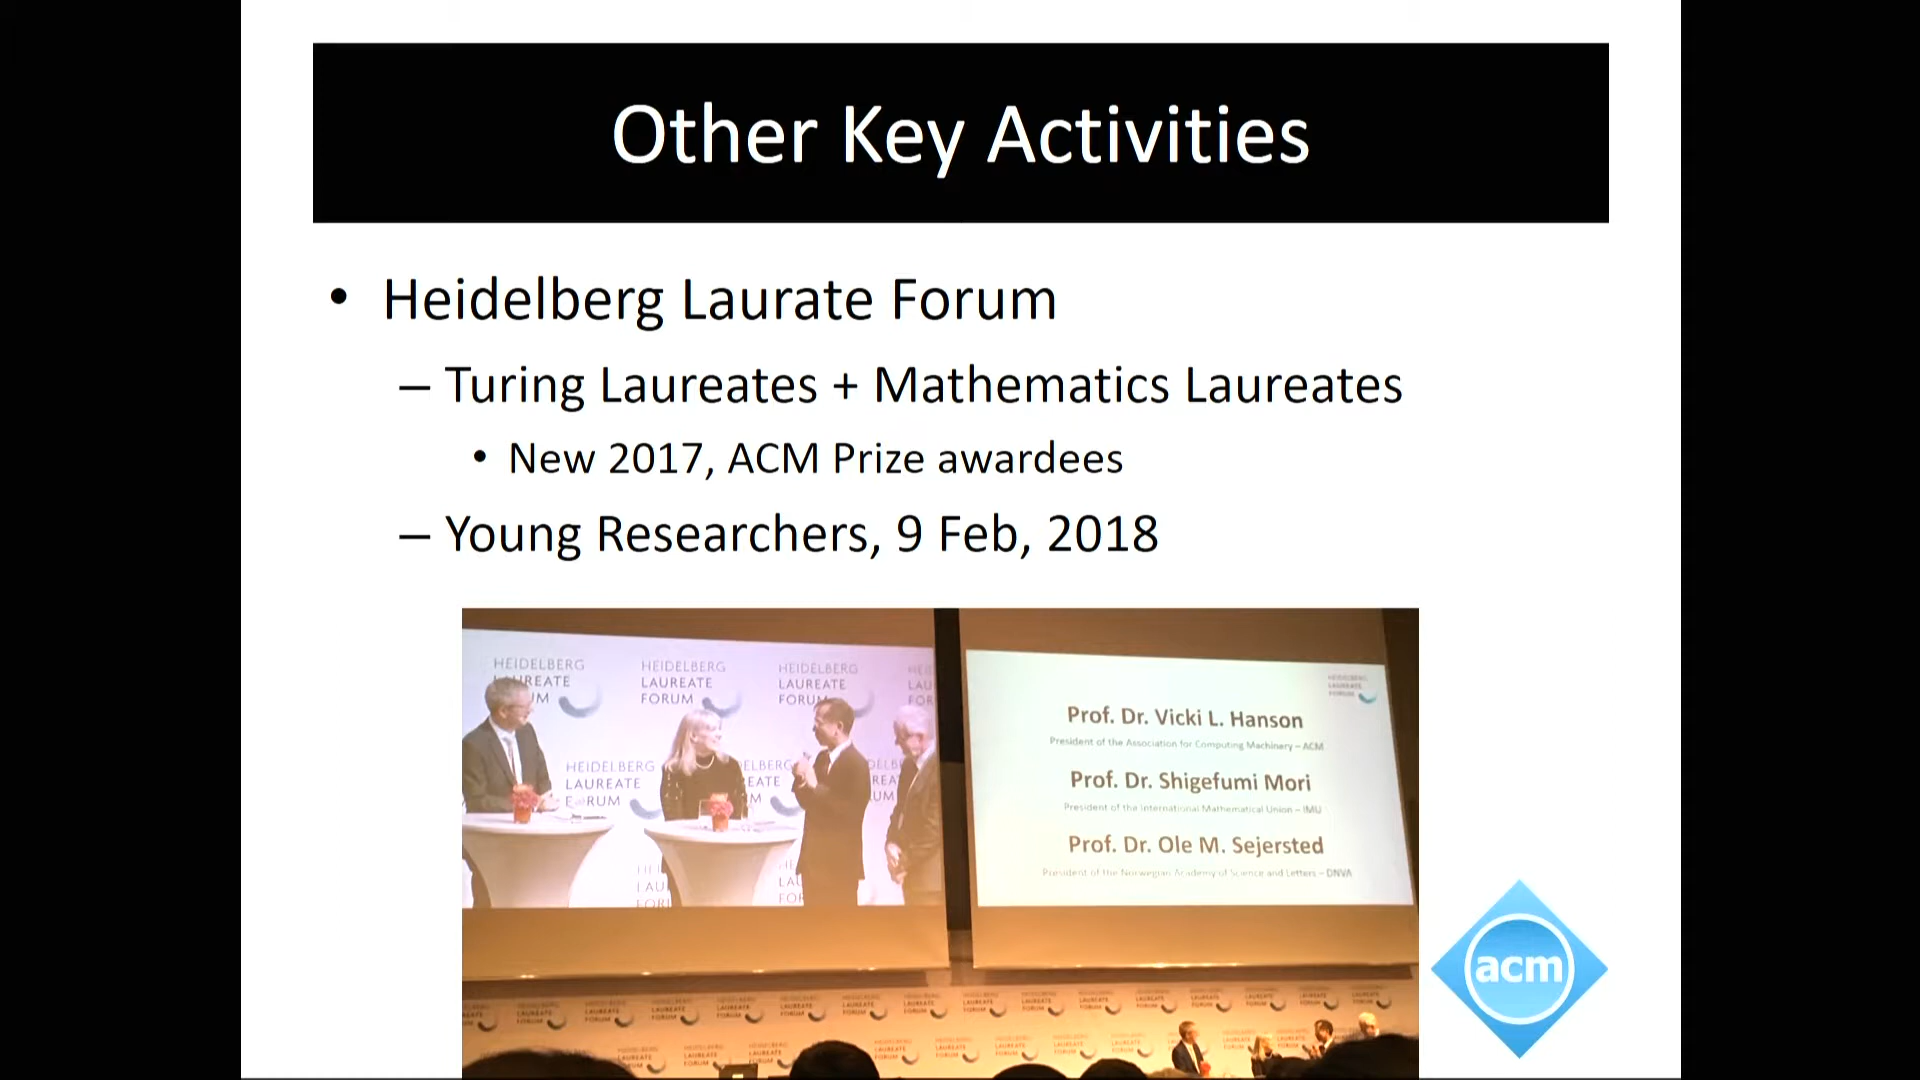 Other Key Activities
• Heidelberg Laurate Forum
– Turing Laureates + Mathematics Laureates
• New 2017, ACM Prize awardees
– Young Researchers, 9 Feb, 2018
HEIDELBERG
LAUREATE
FORUM
HEIDELBERG
LAUREATE
FORUM
HEIDELBERG
LAUREATE
HEIDELBERG
LAUREATE
FORUM
Prof. Dr. Vicki L. Hanson
President of the Association for Computing Machinery – ACM
Prof. Dr. Shigefumi Mori
President of the International Mathematical Union – IMU
Prof. Dr. Ole M. Sejersted
President of the Norwegian Academy of Science and Letters – DNVA
acm